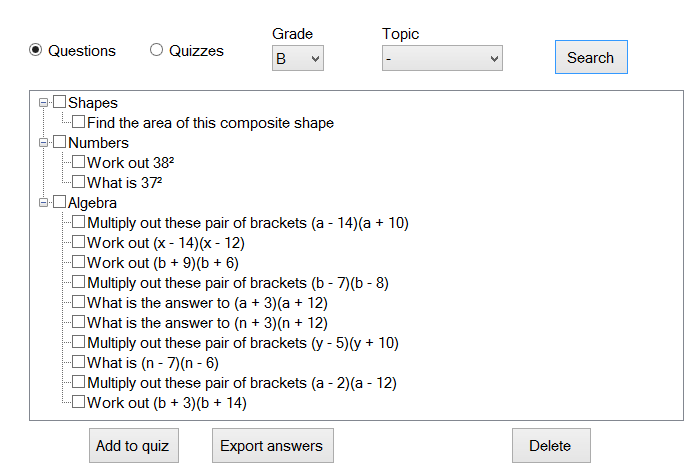 Grade Topic
Questions Quizzes B - Search
Shapes
Find the area of this composite shape
Numbers
Work out 38²
What is 37²
Algebra
Multiply out these pair of brackets (a - 14)(a + 10)
Work out (x - 14)(x - 12)
Work out (b + 9)(b + 6)
Multiply out these pair of brackets (b - 7)(b - 8)
What is the answer to (a + 3)(a + 12)
What is the answer to (n + 3)(n + 12)
Multiply out these pair of brackets (y - 5)(y + 10)
What is (n - 7)(n - 6)
Multiply out these pair of brackets (a - 2)(a - 12)
Work out (b + 3)(b + 14)
Add to quiz Export answers Delete